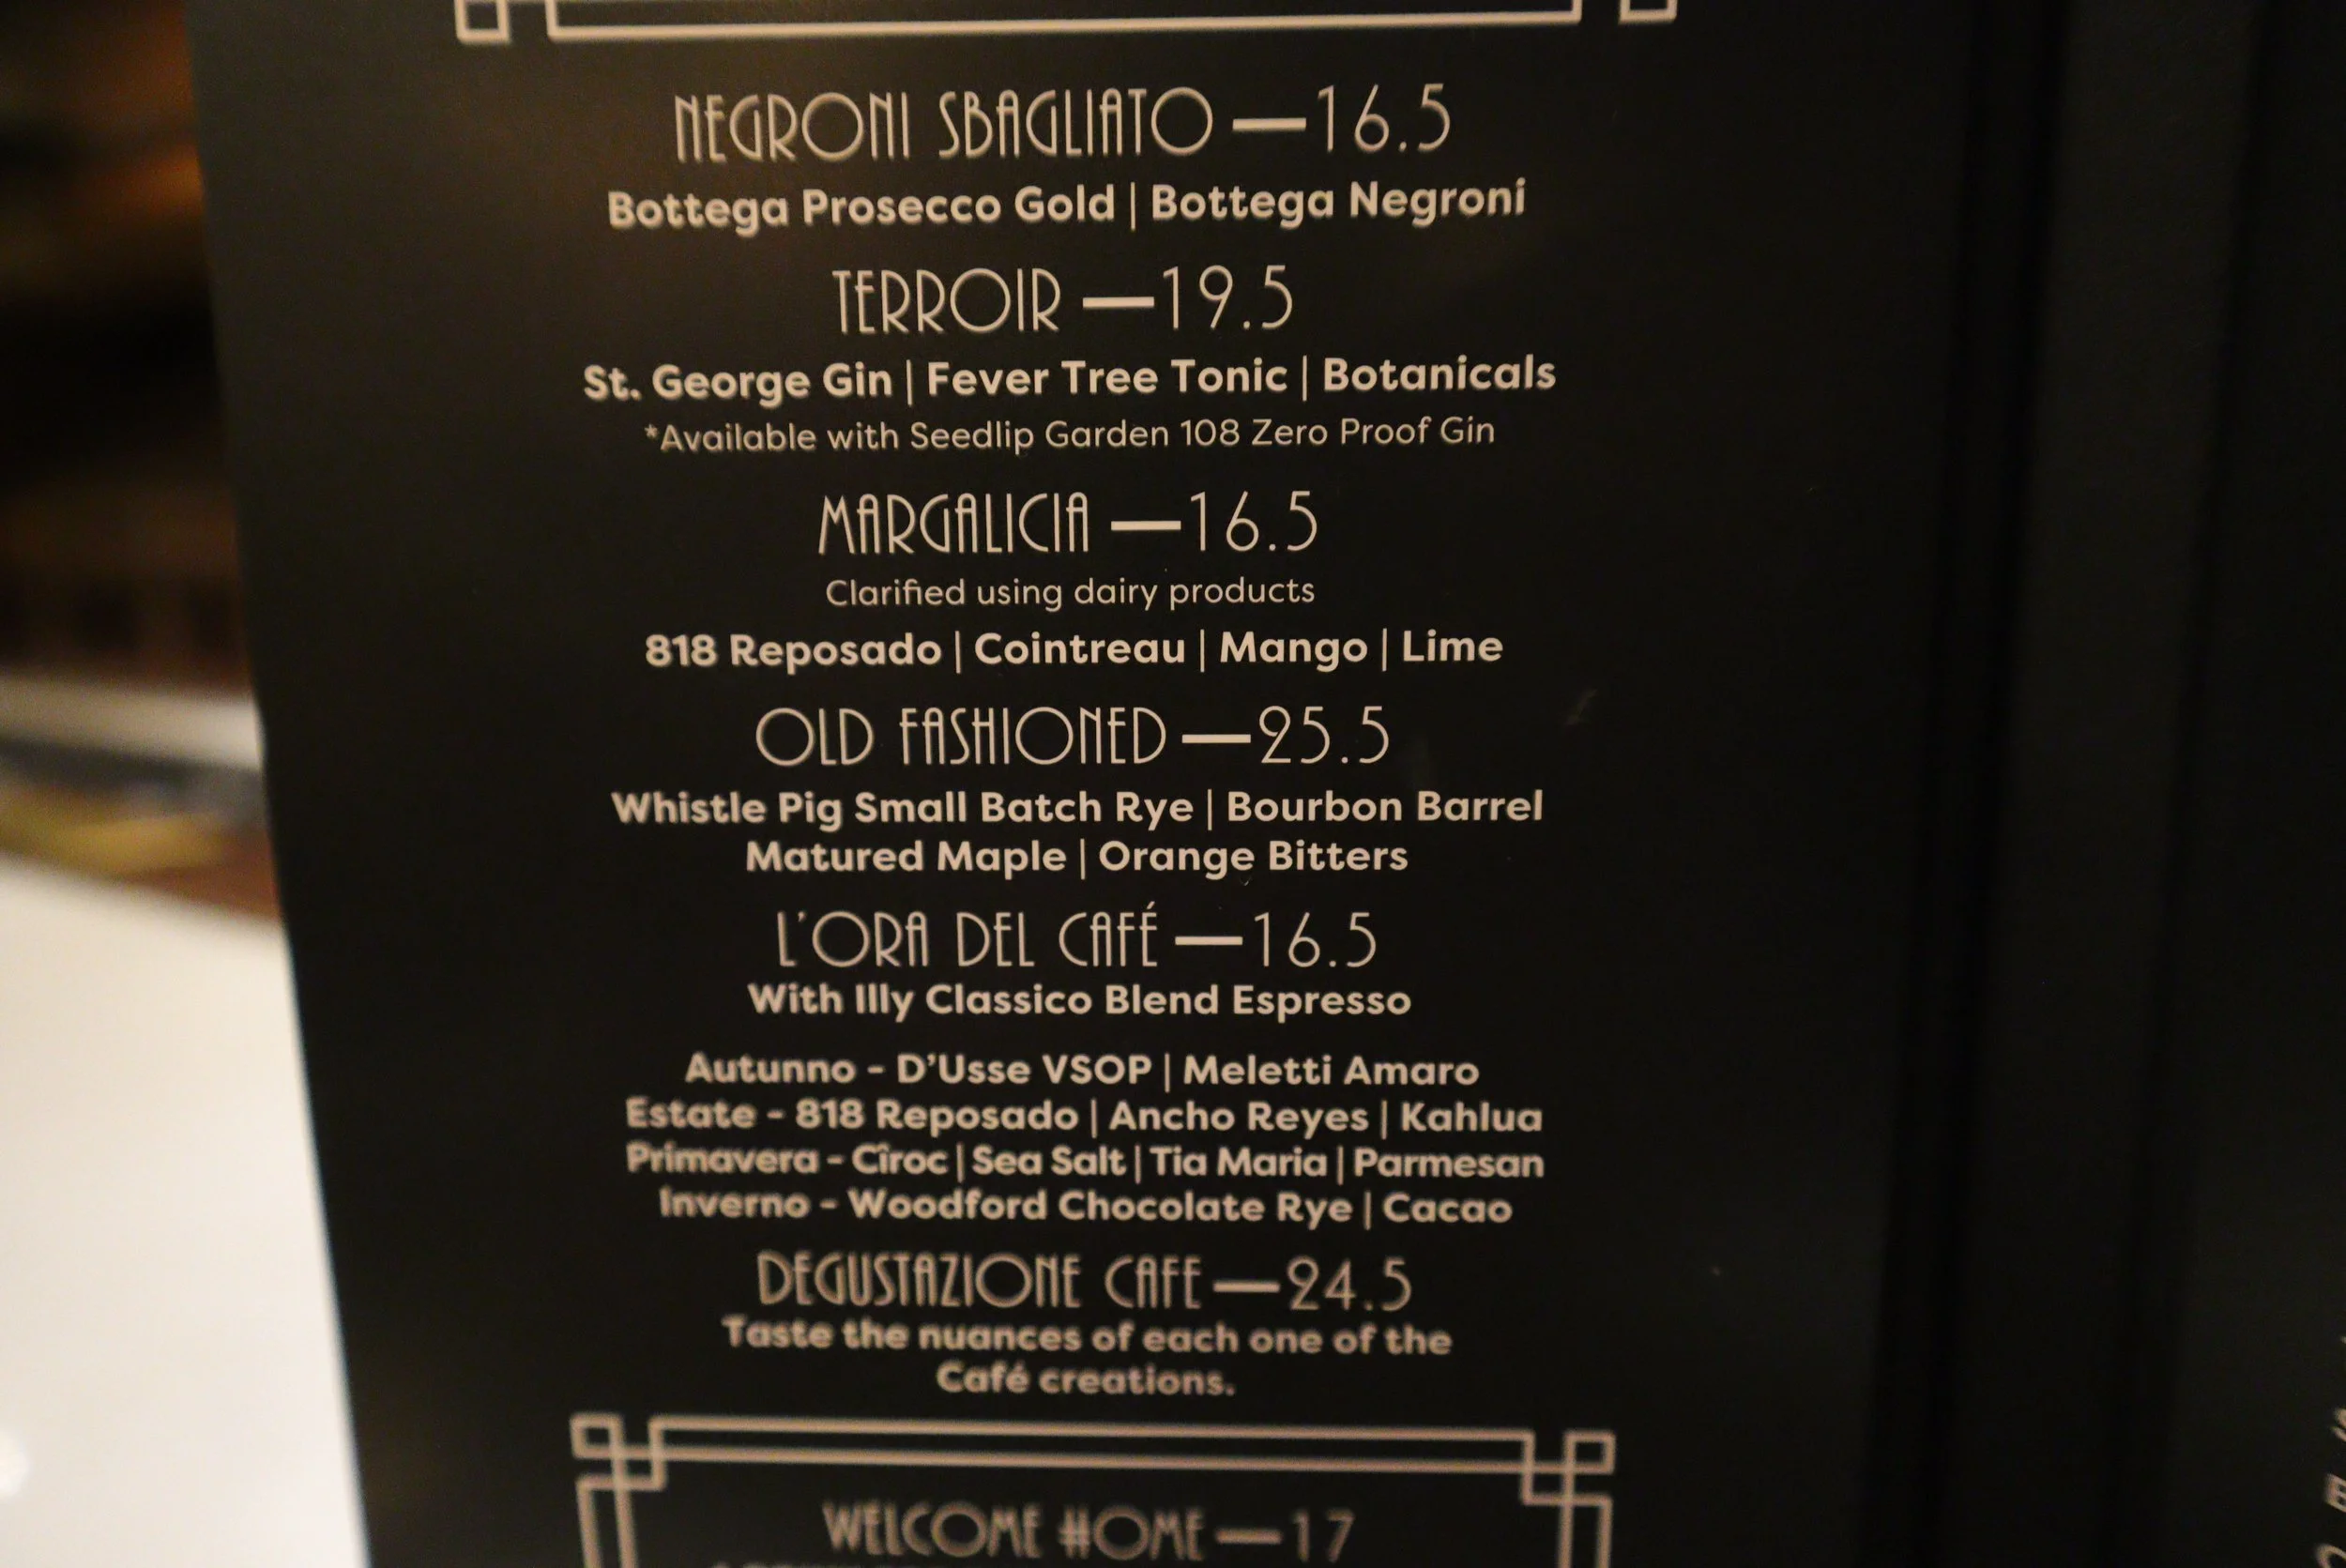 NEGRONI SBAGLIATO —16.5
Bottega Prosecco Gold | Bottega Negroni
TERROIR —19.5
St. George Gin | Fever Tree Tonic | Botanicals
*Available with Seedlip Garden 108 Zero Proof Gin
MARGALICIA —16.5
Clarified using dairy products
818 Reposado | Cointreau | Mango | Lime
OLD FASHIONED —25.5
Whistle Pig Small Batch Rye | Bourbon Barrel
Matured Maple | Orange Bitters
L'ORA DEL CAFÉ —16.5
With Illy Classico Blend Espresso
Autunno - D'Usse VSOP | Meletti Amaro
Estate - 818 Reposado | Ancho Reyes | Kahlua
Primavera - Cîroc | Sea Salt | Tia Maria | Parmesan
Inverno - Woodford Chocolate Rye | Cacao
DEGUSTAZIONE CAFE —24.5
Taste the nuances of each one of the
Café creations.
WELCOME HOME —17